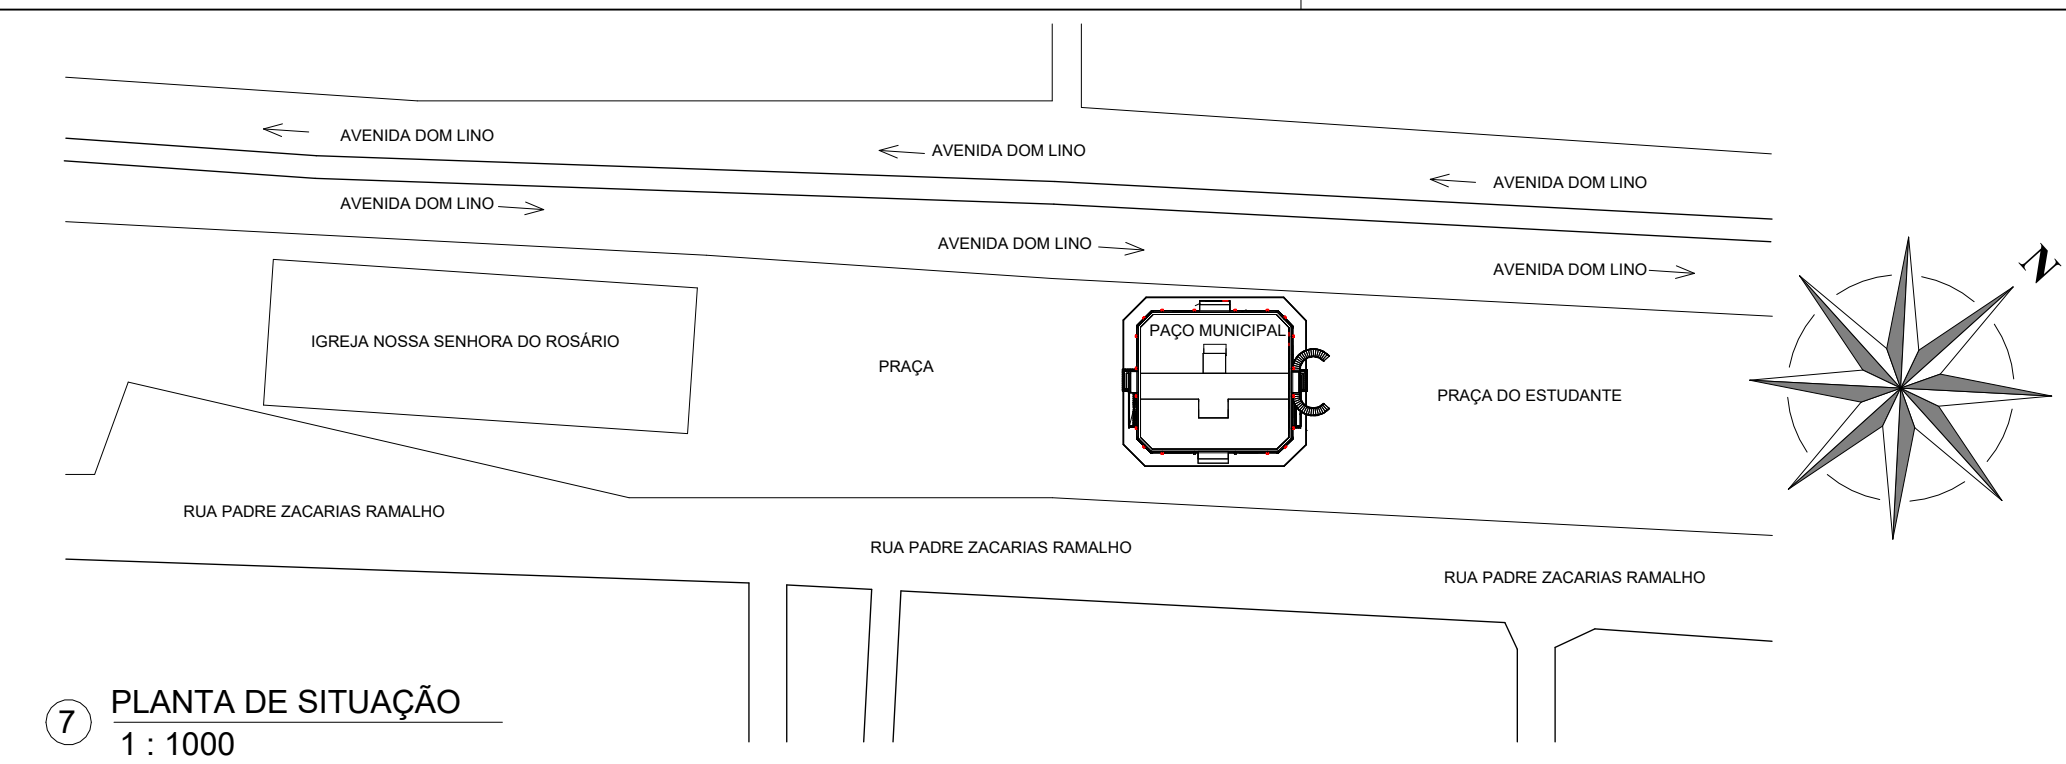 AVENIDA DOM LINO
AVENIDA DOM LINO
AVENIDA DOM LINO
AVENIDA DOM LINO
AVENIDA DOM LINO
AVENIDA DOM LINO
N
PAÇO MUNICIPAL
IGREJA NOSSA SENHORA DO ROSÁRIO
PRAÇA
PRAÇA DO ESTUDANTE
RUA PADRE ZACARIAS RAMALHO
RUA PADRE ZACARIAS RAMALHO
RUA PADRE ZACARIAS RAMALHO
7 PLANTA DE SITUAÇÃO
1 : 1000